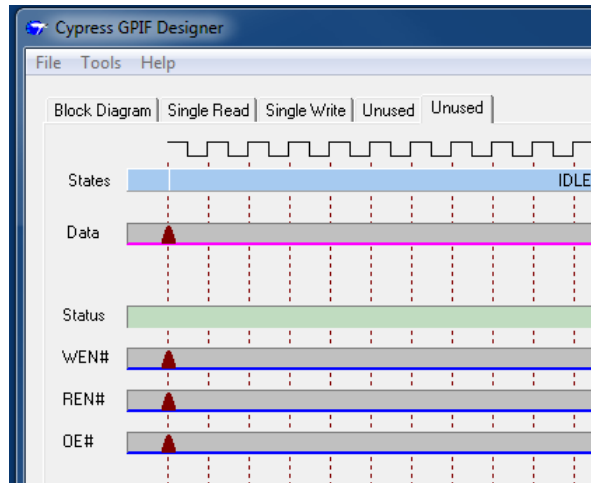 Cypress GPIF Designer
File Tools Help
Block Diagram Single Read Single Write Unused Unused
States IDLE
Data
Status
WEN#
REN#
OE#